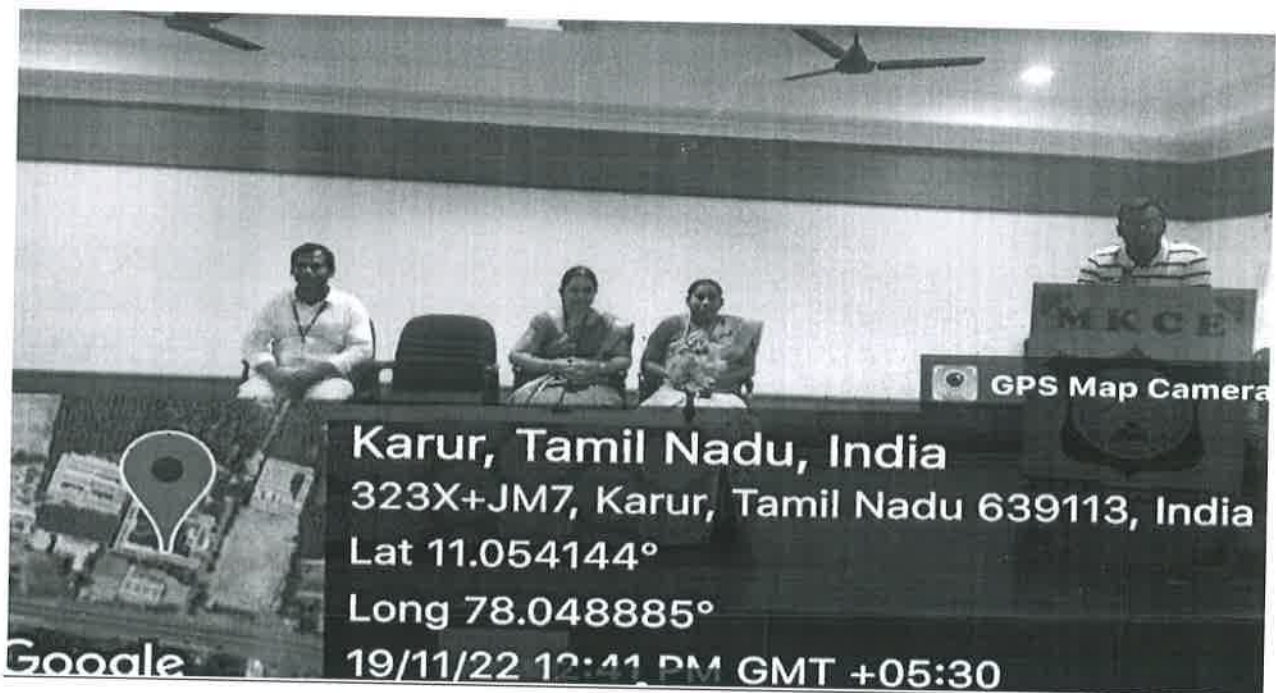 MKCE
GPS Map Camera
Karur, Tamil Nadu, India
323X+JM7, Karur, Tamil Nadu 639113, India
Lat 11.054144°
Long 78.048885°
19/11/22 12:41 PM GMT +05:30
Google